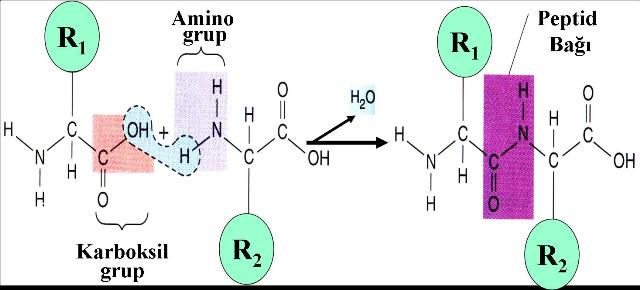 Amino
grup
Peptid
Bağı
R1
R1
H
H
H
O
H2O
H
O
H
C
OH
+
H
N
C
H
C
N
C
N
C
C
OH
C
OH
N
H
C
H
H
O
H
O
Karboksil
grup
R2
R2